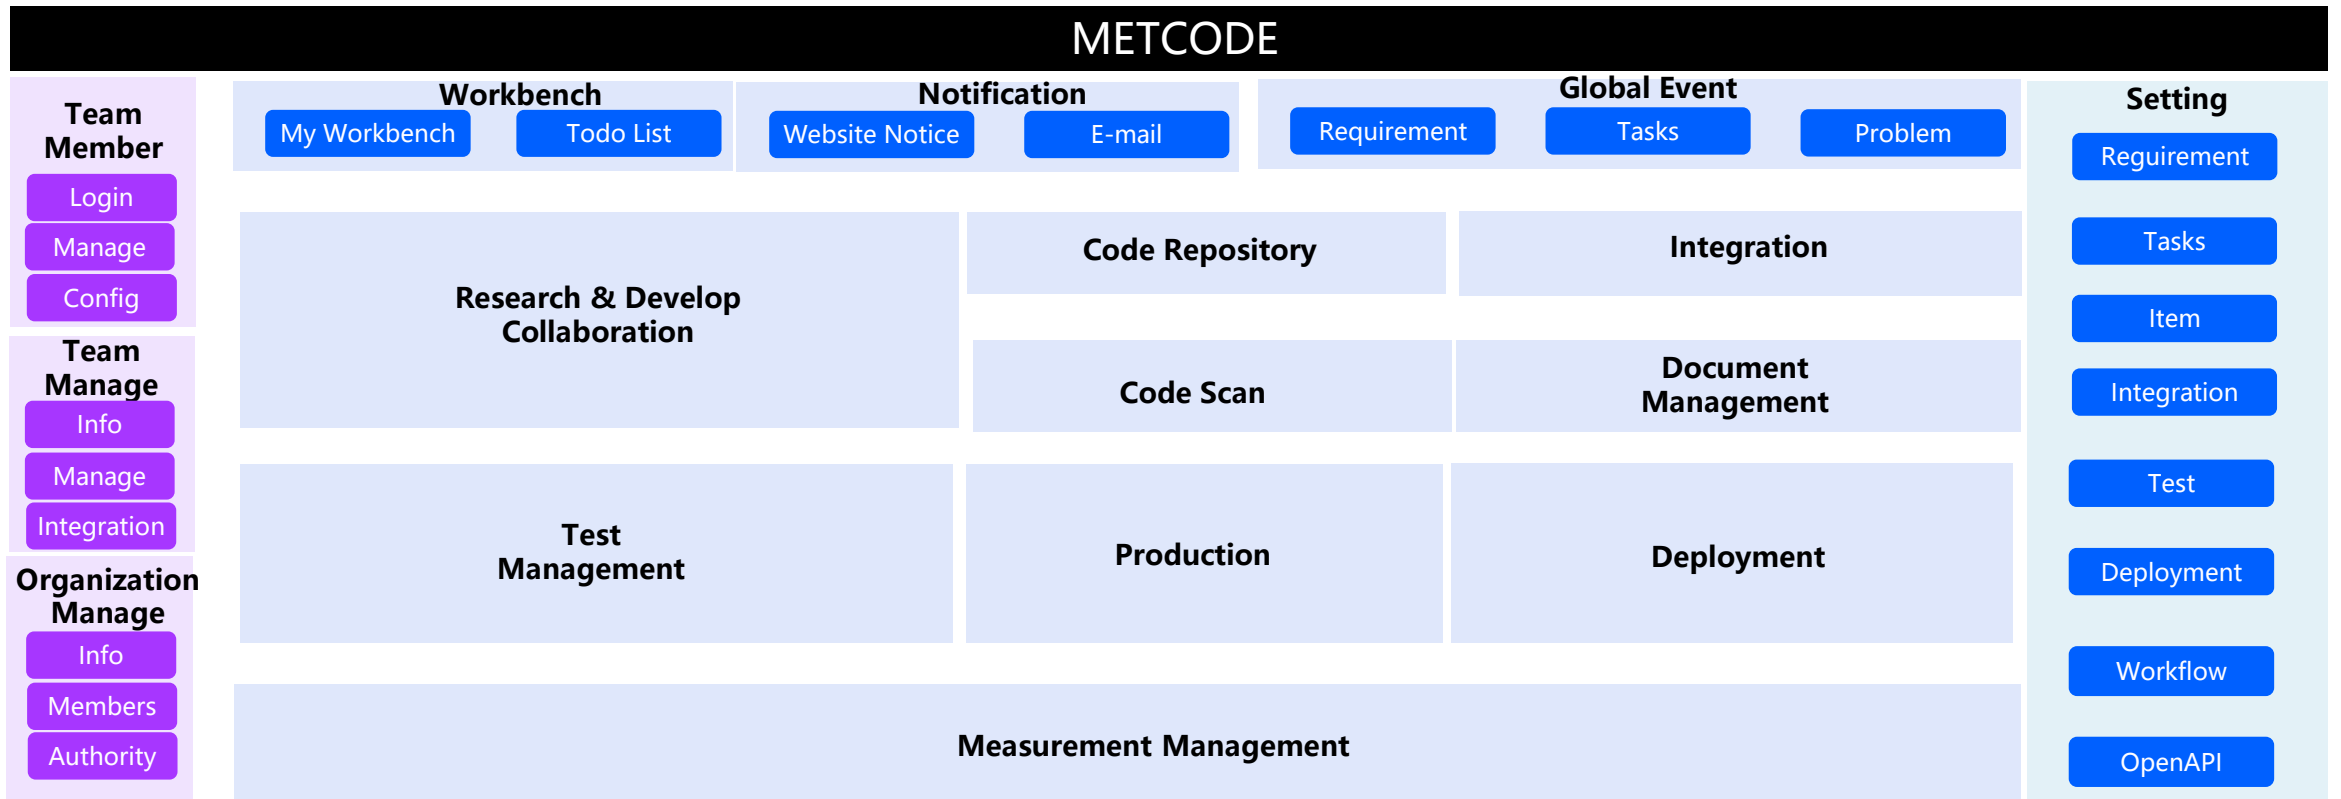 METCODE
Team
Member
Login
Manage
Config
Team
Manage
Info
Manage
Integration
Organization
Manage
Info
Members
Authority
Workbench
My Workbench
Todo List
Notification
Website Notice
E-mail
Global Event
Requirement
Tasks
Problem
Research & Develop
Collaboration
Code Repository
Integration
Code Scan
Document
Management
Test
Management
Production
Deployment
Measurement Management
Setting
Reguirement
Tasks
Item
Integration
Test
Deployment
Workflow
OpenAPI